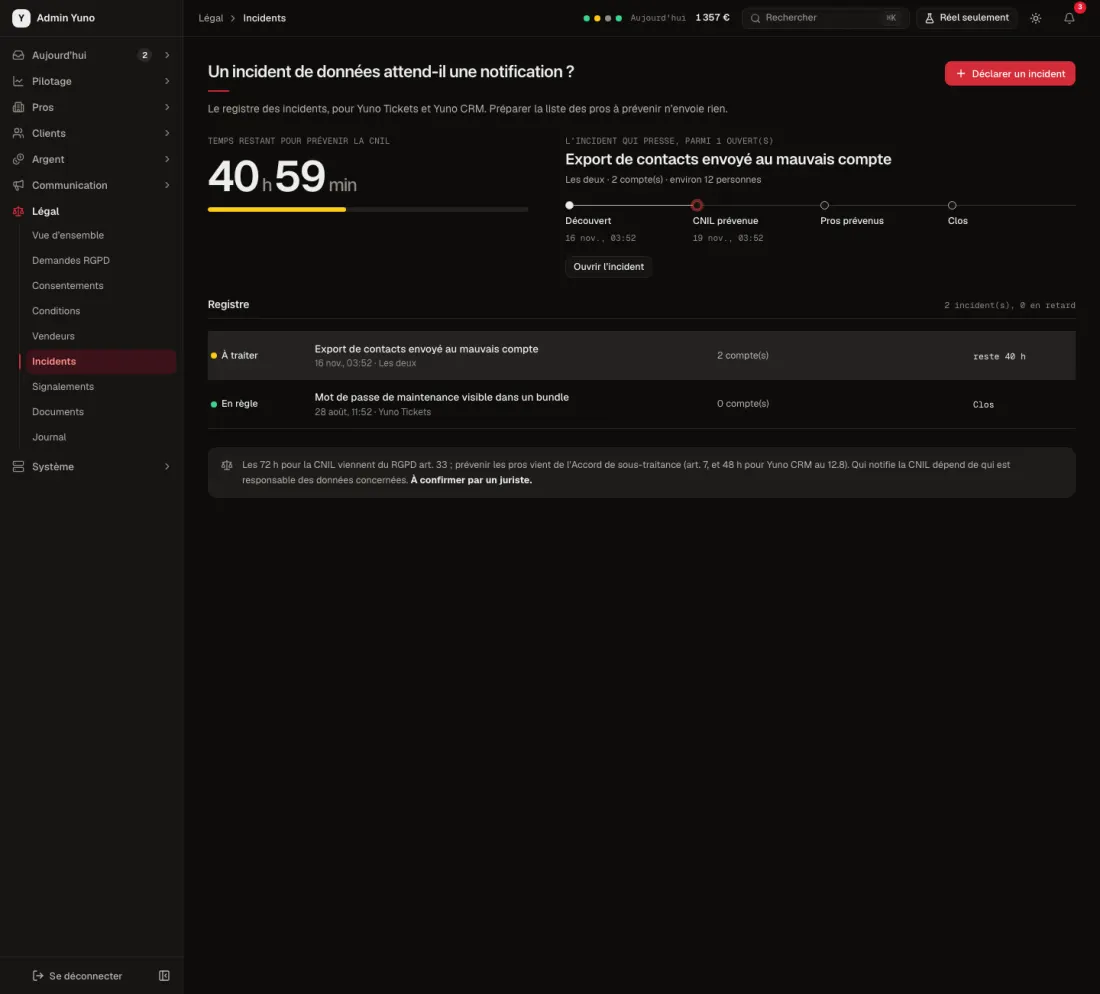 Y Admin Yuno
Légal > Incidents
Aujourd'hui 1 357 €
Rechercher ⌘K
Réel seulement
3
Aujourd'hui 2
Pilotage
Pros
Clients
Argent
Communication
Légal
Vue d'ensemble
Demandes RGPD
Consentements
Conditions
Vendeurs
Incidents
Signalements
Documents
Journal
Système
Se déconnecter
Un incident de données attend-il une notification ?
+ Déclarer un incident
Le registre des incidents, pour Yuno Tickets et Yuno CRM. Préparer la liste des pros à prévenir n'envoie rien.
TEMPS RESTANT POUR PRÉVENIR LA CNIL
40 h 59 min
L'INCIDENT QUI PRESSE, PARMI 1 OUVERT(S)
Export de contacts envoyé au mauvais compte
Les deux · 2 compte(s) · environ 12 personnes
Découvert
16 nov., 03:52
CNIL prévenue
19 nov., 03:52
Pros prévenus
Clos
Ouvrir l'incident
Registre
2 incident(s), 0 en retard
À traiter
Export de contacts envoyé au mauvais compte
16 nov., 03:52 · Les deux
2 compte(s)
reste 40 h
En règle
Mot de passe de maintenance visible dans un bundle
28 août, 11:52 · Yuno Tickets
0 compte(s)
Clos
Les 72 h pour la CNIL viennent du RGPD art. 33 ; prévenir les pros vient de l'Accord de sous-traitance (art. 7, et 48 h pour Yuno CRM au 12.8). Qui notifie la CNIL dépend de qui est
responsable des données concernées. À confirmer par un juriste.